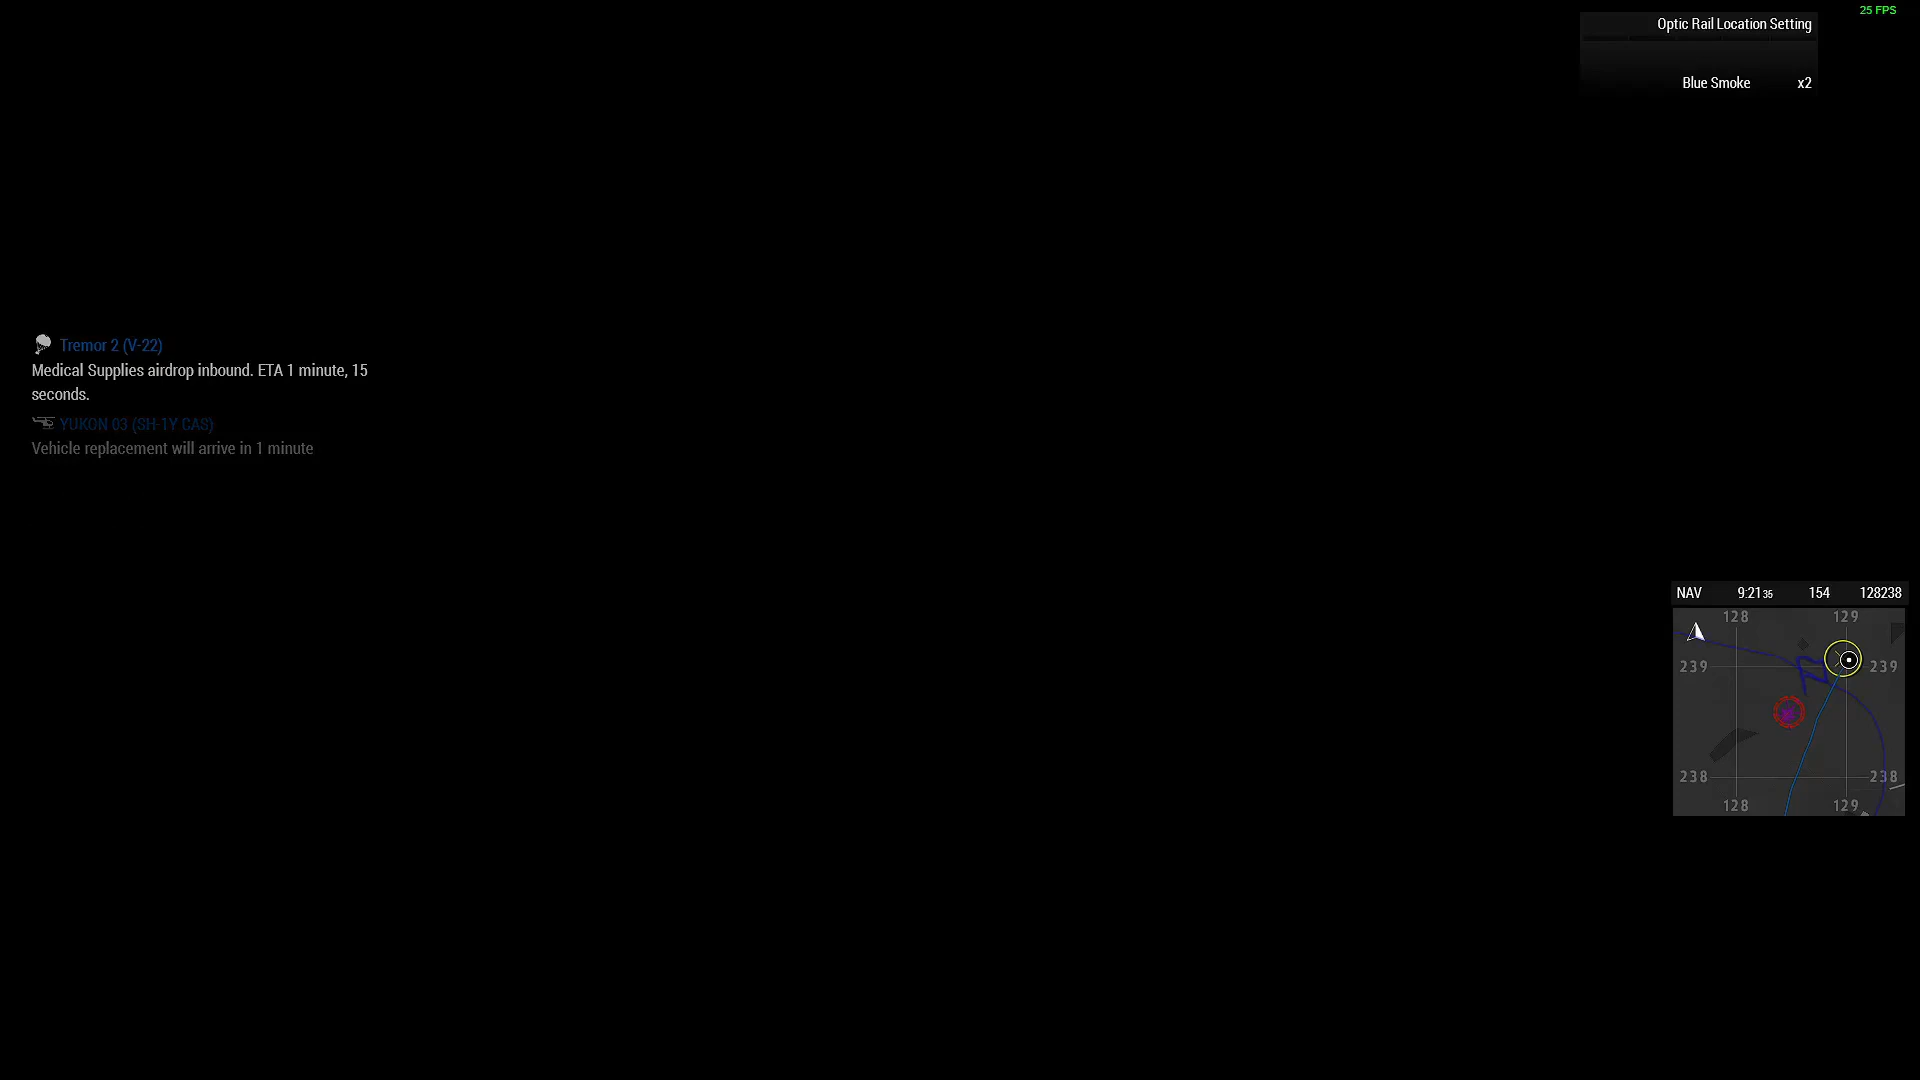 25 FPS
Optic Rail Location Setting
Blue Smoke x2
Tremor 2 (V-22)
Medical Supplies airdrop inbound. ETA 1 minute, 15
seconds.
YUKON 03 (SH-1Y CAS)
Vehicle replacement will arrive in 1 minute
NAV 9:21 35 154 128238
128 129
239 239
238 238
128 129